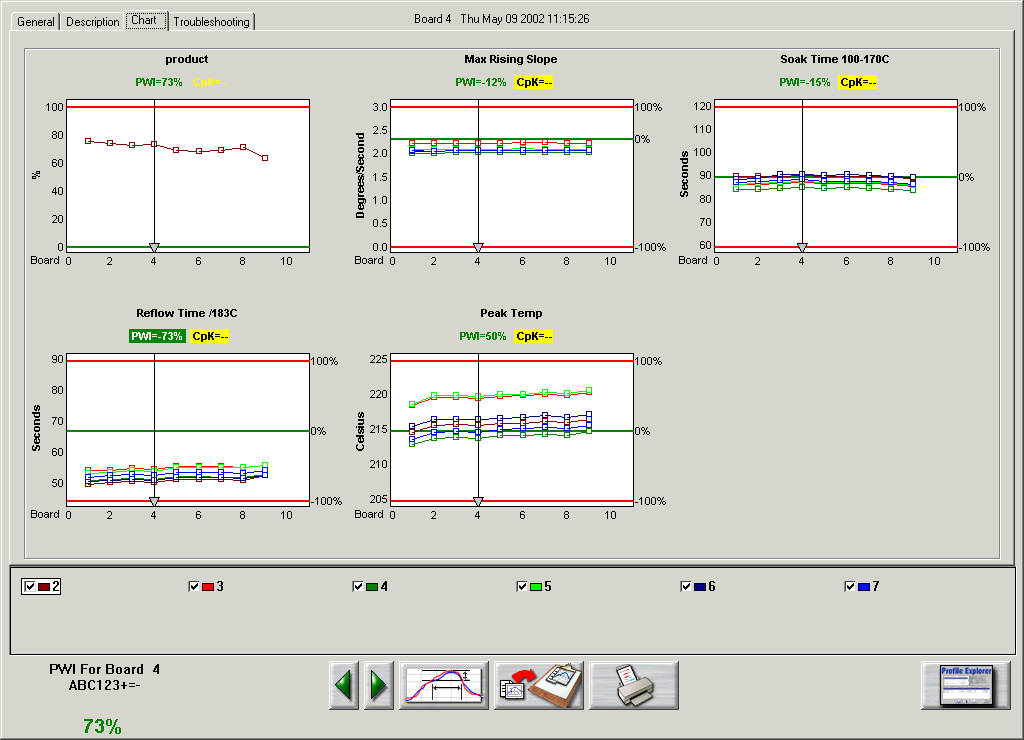 General Description Chart Troubleshooting
Board 4 Thu May 09 2002 11:15:26
product
PWI=73% CpK=--
%
100
80
60
40
20
0
Board 0 2 4 6 8 10
Max Rising Slope
PWI=-12% CpK=--
Degrees/Second
3.0 100%
2.5 0%
2.0
1.5
1.0
0.5
0.0 -100%
Board 0 2 4 6 8 10
Soak Time 100-170C
PWI=-15% CpK=--
Seconds
120 100%
110
100
90 0%
80
70
60 -100%
Board 0 2 4 6 8 10
Reflow Time /183C
PWI=-73% CpK=--
Seconds
90 100%
80
70 0%
60
50 -100%
Board 0 2 4 6 8 10
Peak Temp
PWI=50% CpK=--
Celsius
225 100%
220
215 0%
210
205 -100%
Board 0 2 4 6 8 10
2 3 4 5 6 7
PWI For Board 4
ABC123+=-
73%
Profile Explorer